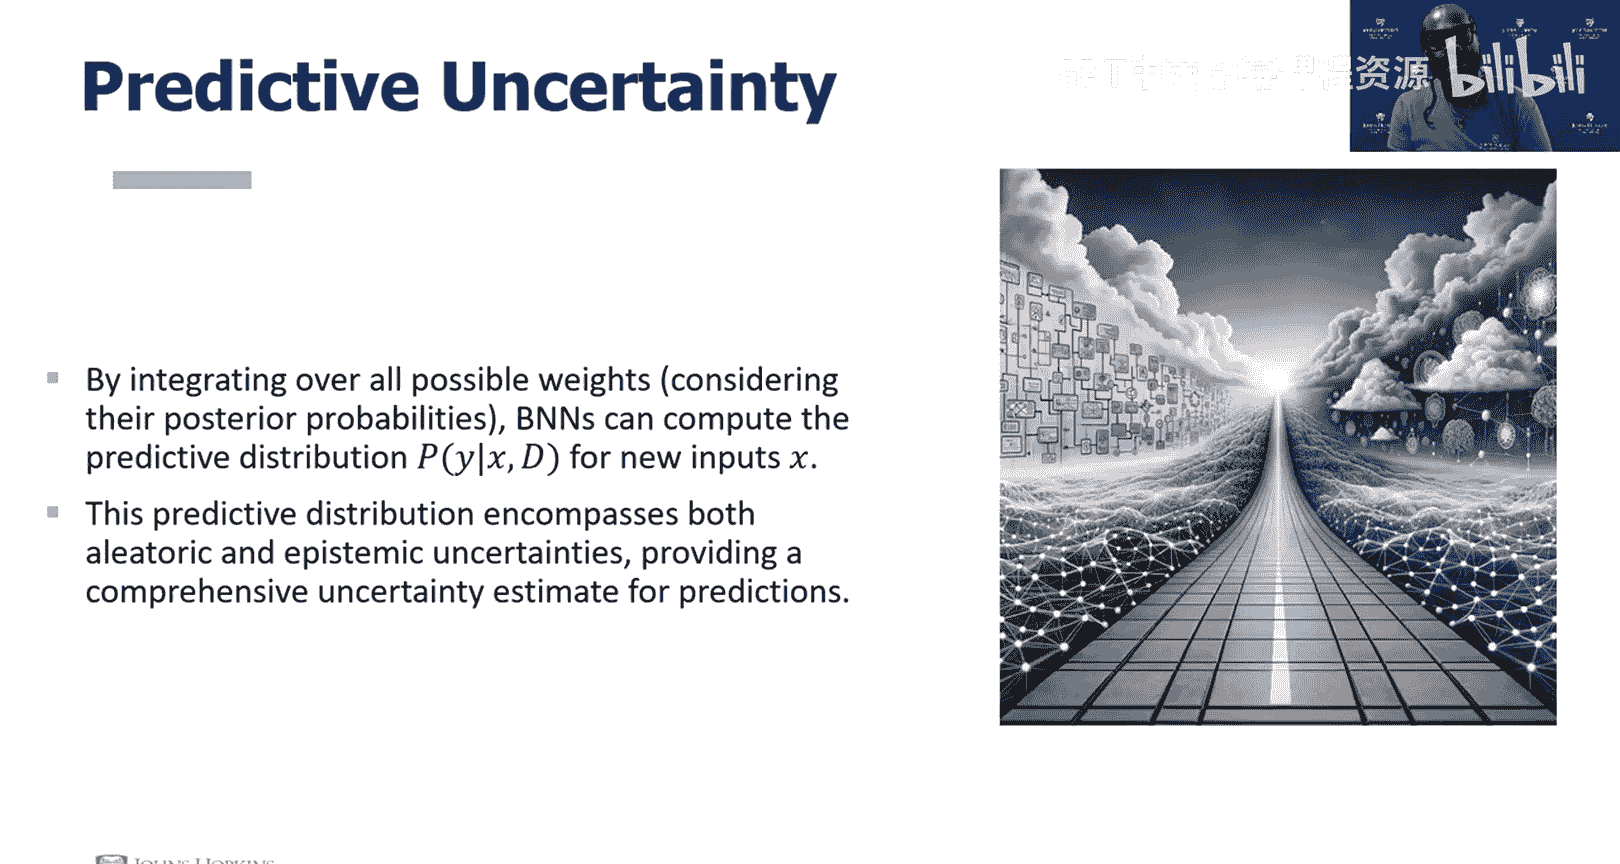 Predictive Uncertainty
资源
bilibili
By integrating over all possible weights (considering
their posterior probabilities), BNNs can compute the
predictive distribution P(y|x, D) for new inputs x.
This predictive distribution encompasses both
aleatoric and epistemic uncertainties, providing a
comprehensive uncertainty estimate for predictions.
JOHNS HOPKINS